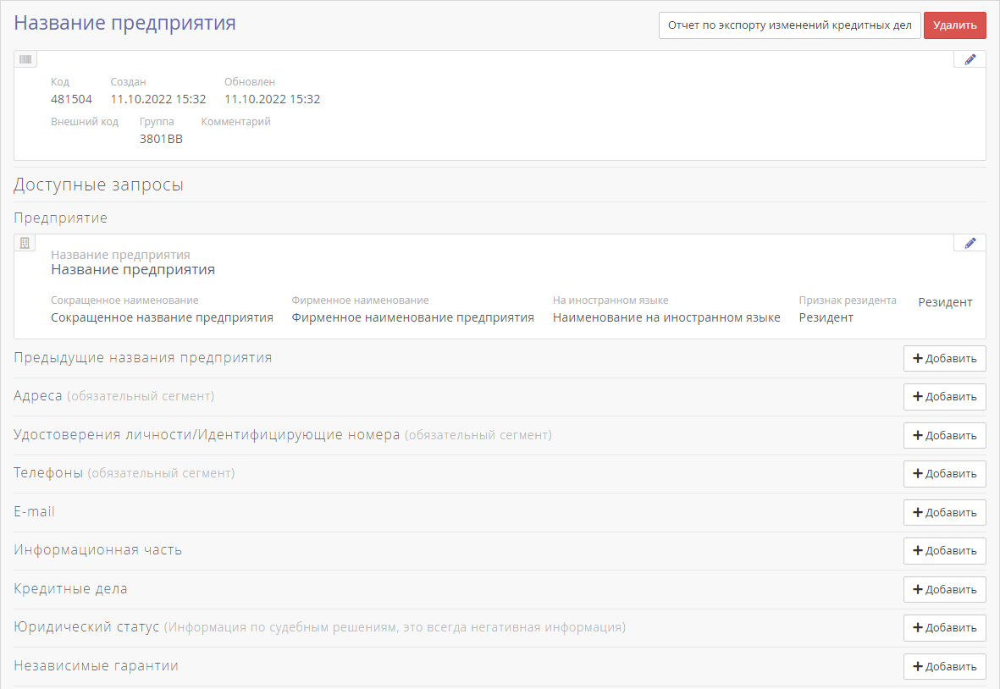 Название предприятия
Отчет по экспорту изменений кредитных дел Удалить
Код Создан Обновлен
481504 11.10.2022 15:32 11.10.2022 15:32
Внешний код Группа Комментарий
3801BB
Доступные запросы
Предприятие
Название предприятия
Название предприятия
Сокращенное наименование Фирменное наименование На иностранном языке Признак резидента Резидент
Сокращенное название предприятия Фирменное наименование предприятия Наименование на иностранном языке Резидент
Предыдущие названия предприятия Добавить
Адреса (обязательный сегмент) Добавить
Удостоверения личности/Идентифицирующие номера (обязательный сегмент) Добавить
Телефоны (обязательный сегмент) Добавить
E-mail Добавить
Информационная часть Добавить
Кредитные дела Добавить
Юридический статус (Информация по судебным решениям, это всегда негативная информация) Добавить
Независимые гарантии Добавить